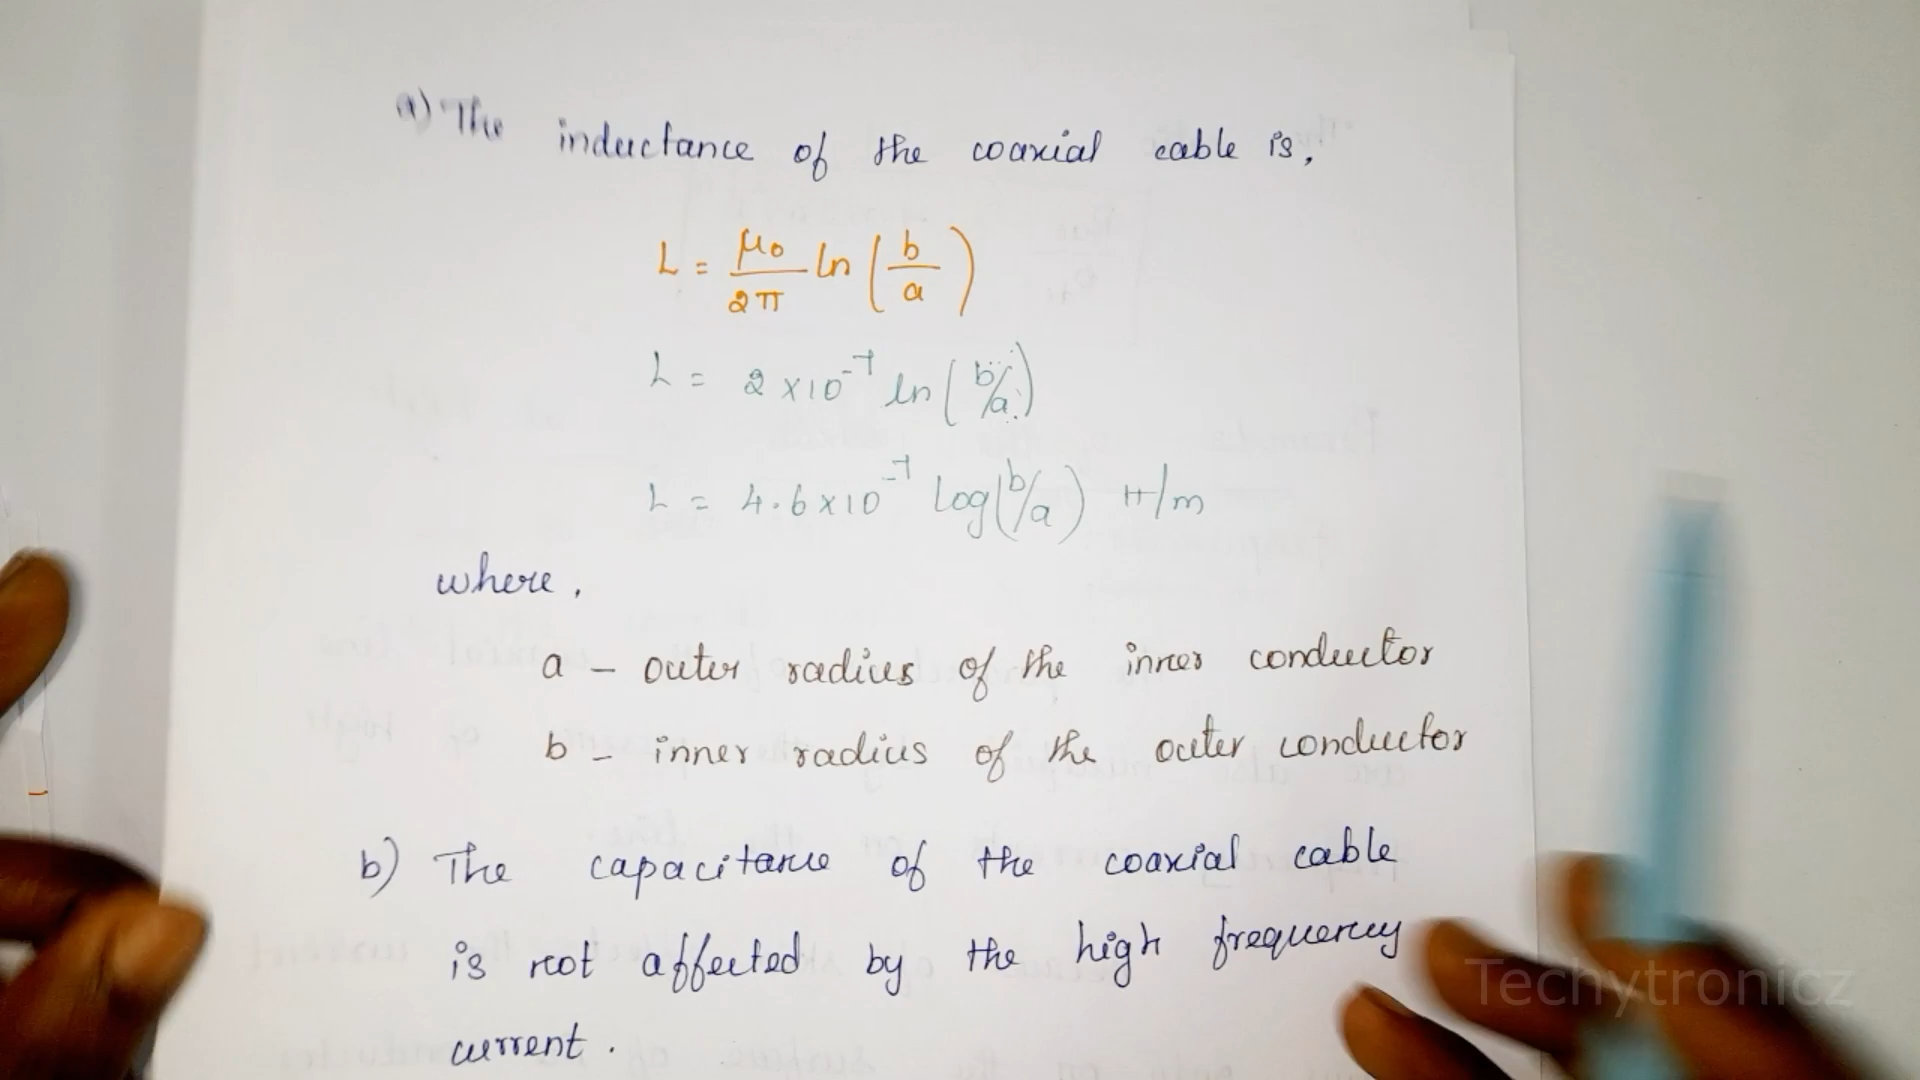 a) The inductance of the coaxial cable is,
L = μ₀/2π ln (b/a)
L = 2 × 10⁻⁷ ln (b/a)
L = 4.6 × 10⁻⁷ log (b/a) H/m
where,
a – outer radius of the inner conductor
b – inner radius of the outer conductor
b) The capacitance of the coaxial cable
is not affected by the high frequency
current.
Techytronicz